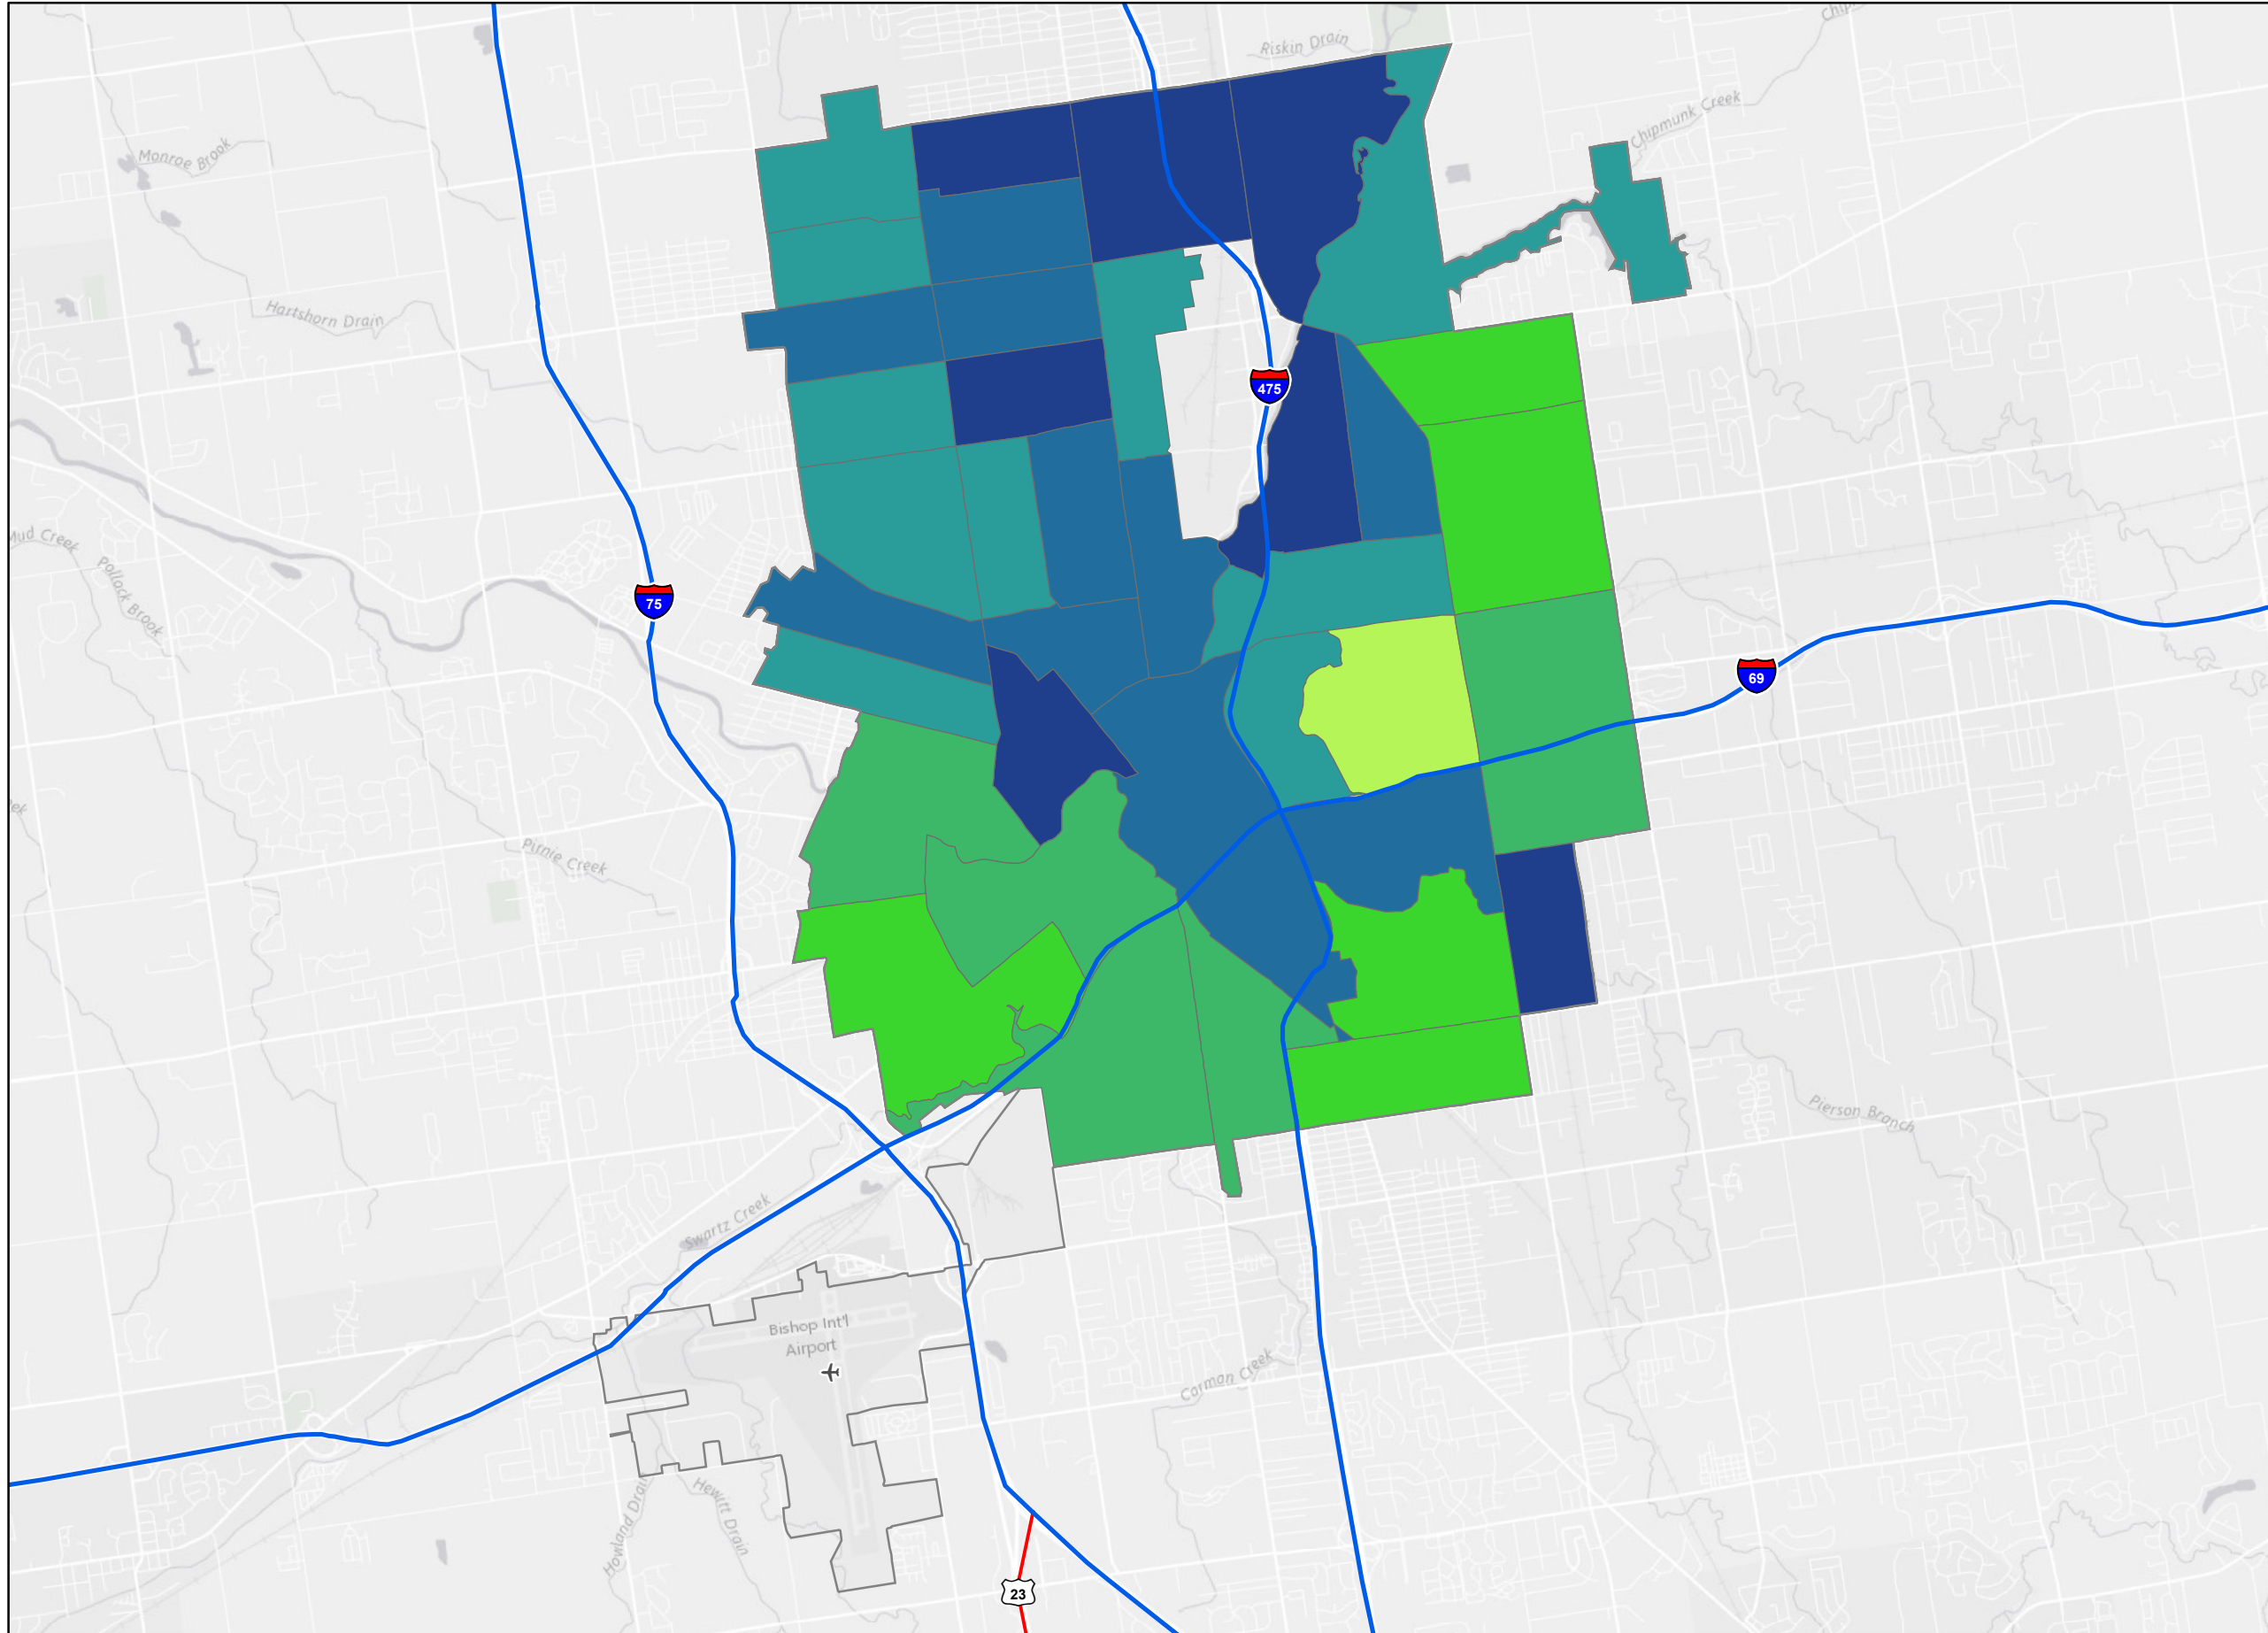 Riskin Drain
Chipmunk Creek
Monroe Brook
Hartshorn Drain
475
Mud Creek
Pollock Brook
75
69
Pirnie Creek
Pierson Branch
Swartz Creek
Bishop Int'l
Airport
Carman Creek
Howland Drain
Hewitt Drain
23